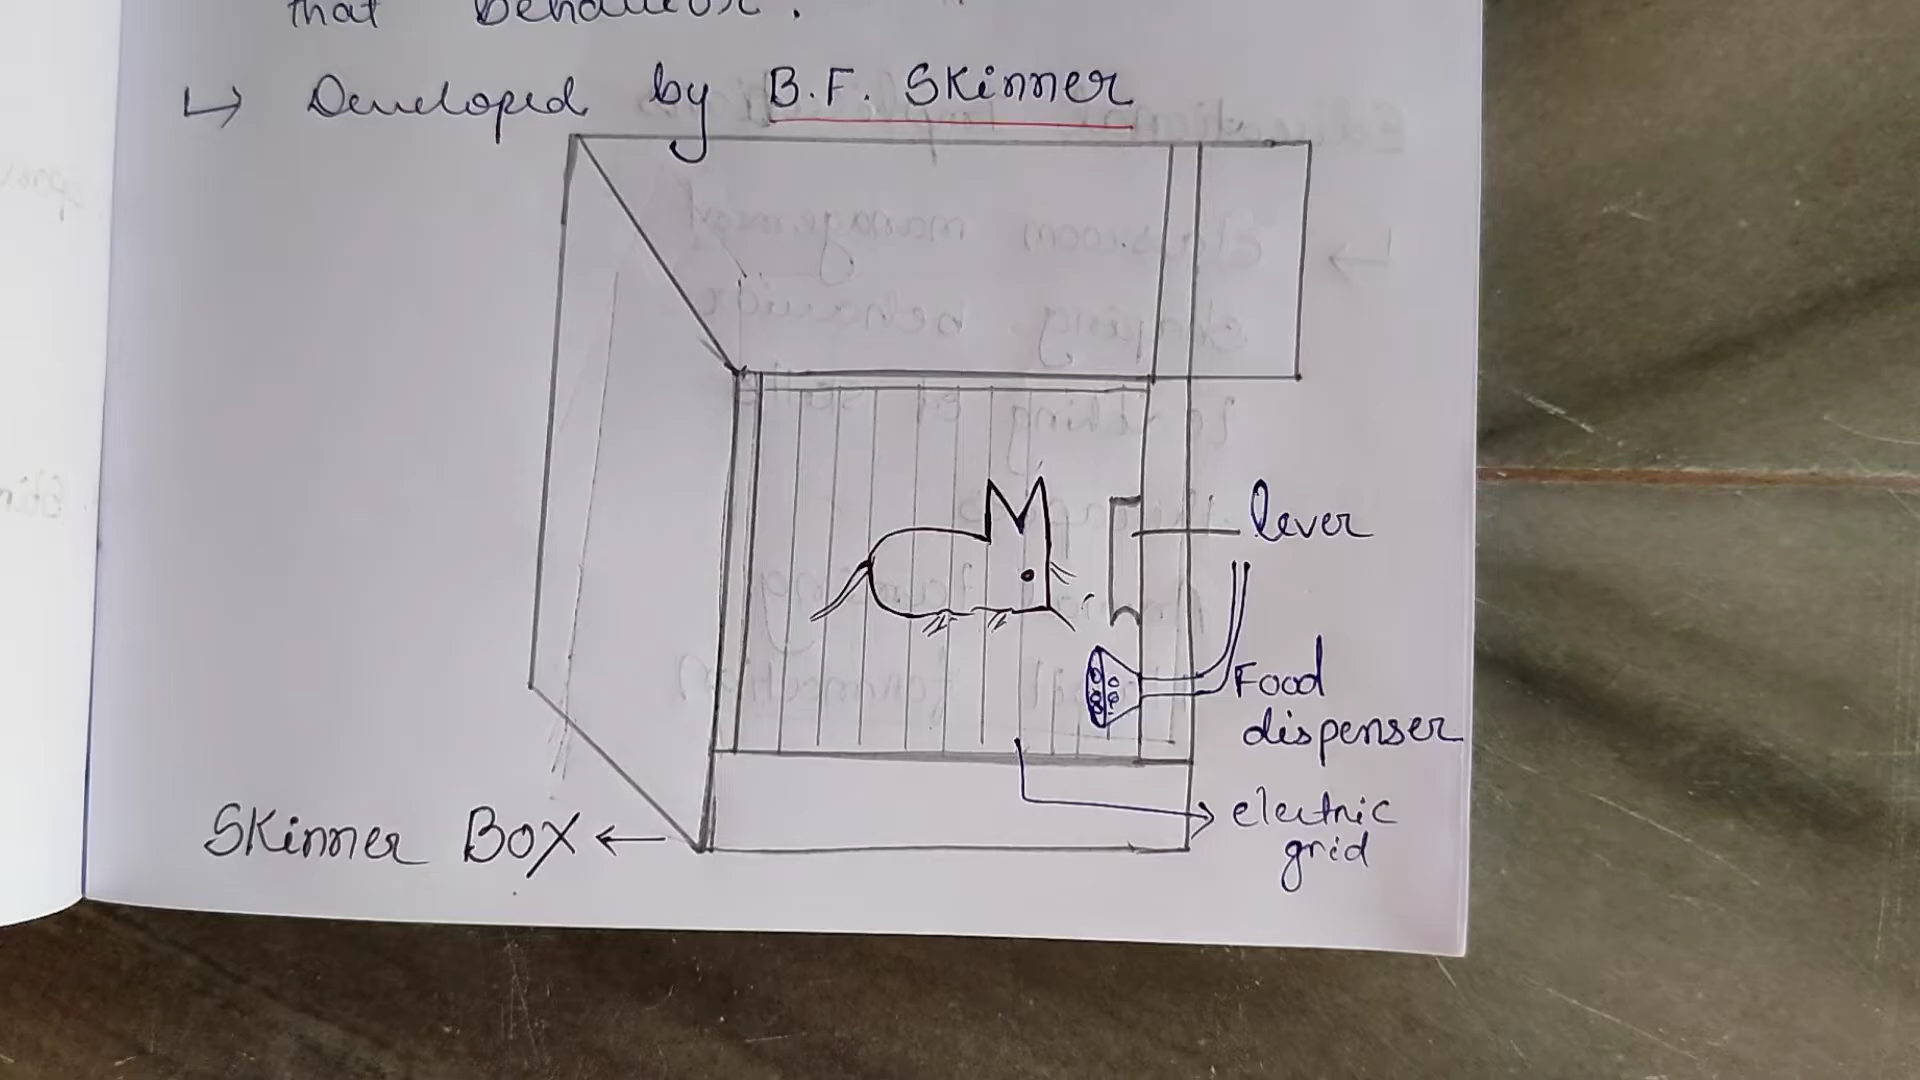 that behaviour.
↳ Developed by B.F. Skinner
lever
Food
dispenser
electric
grid
Skinner Box ←